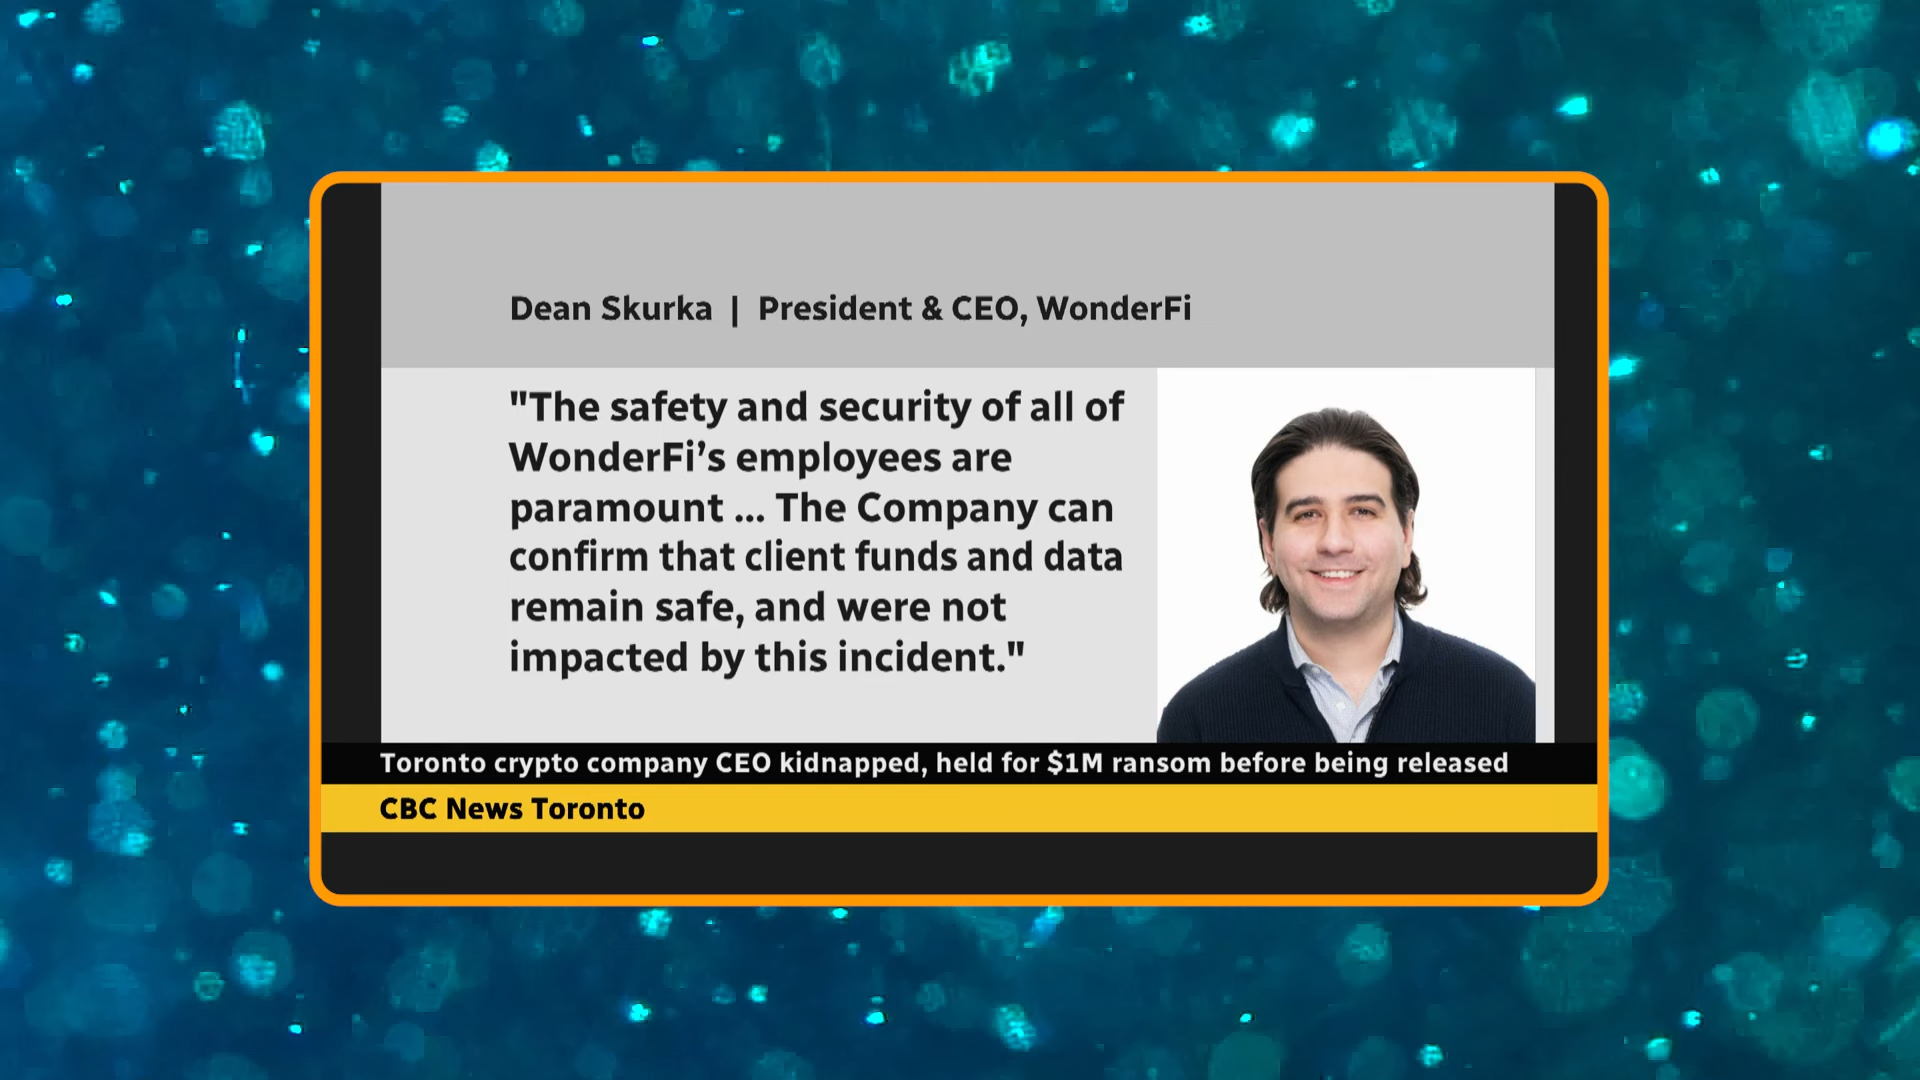 Dean Skurka | President & CEO, WonderFi
"The safety and security of all of
WonderFi’s employees are
paramount ... The Company can
confirm that client funds and data
remain safe, and were not
impacted by this incident."
Toronto crypto company CEO kidnapped, held for $1M ransom before being released
CBC News Toronto